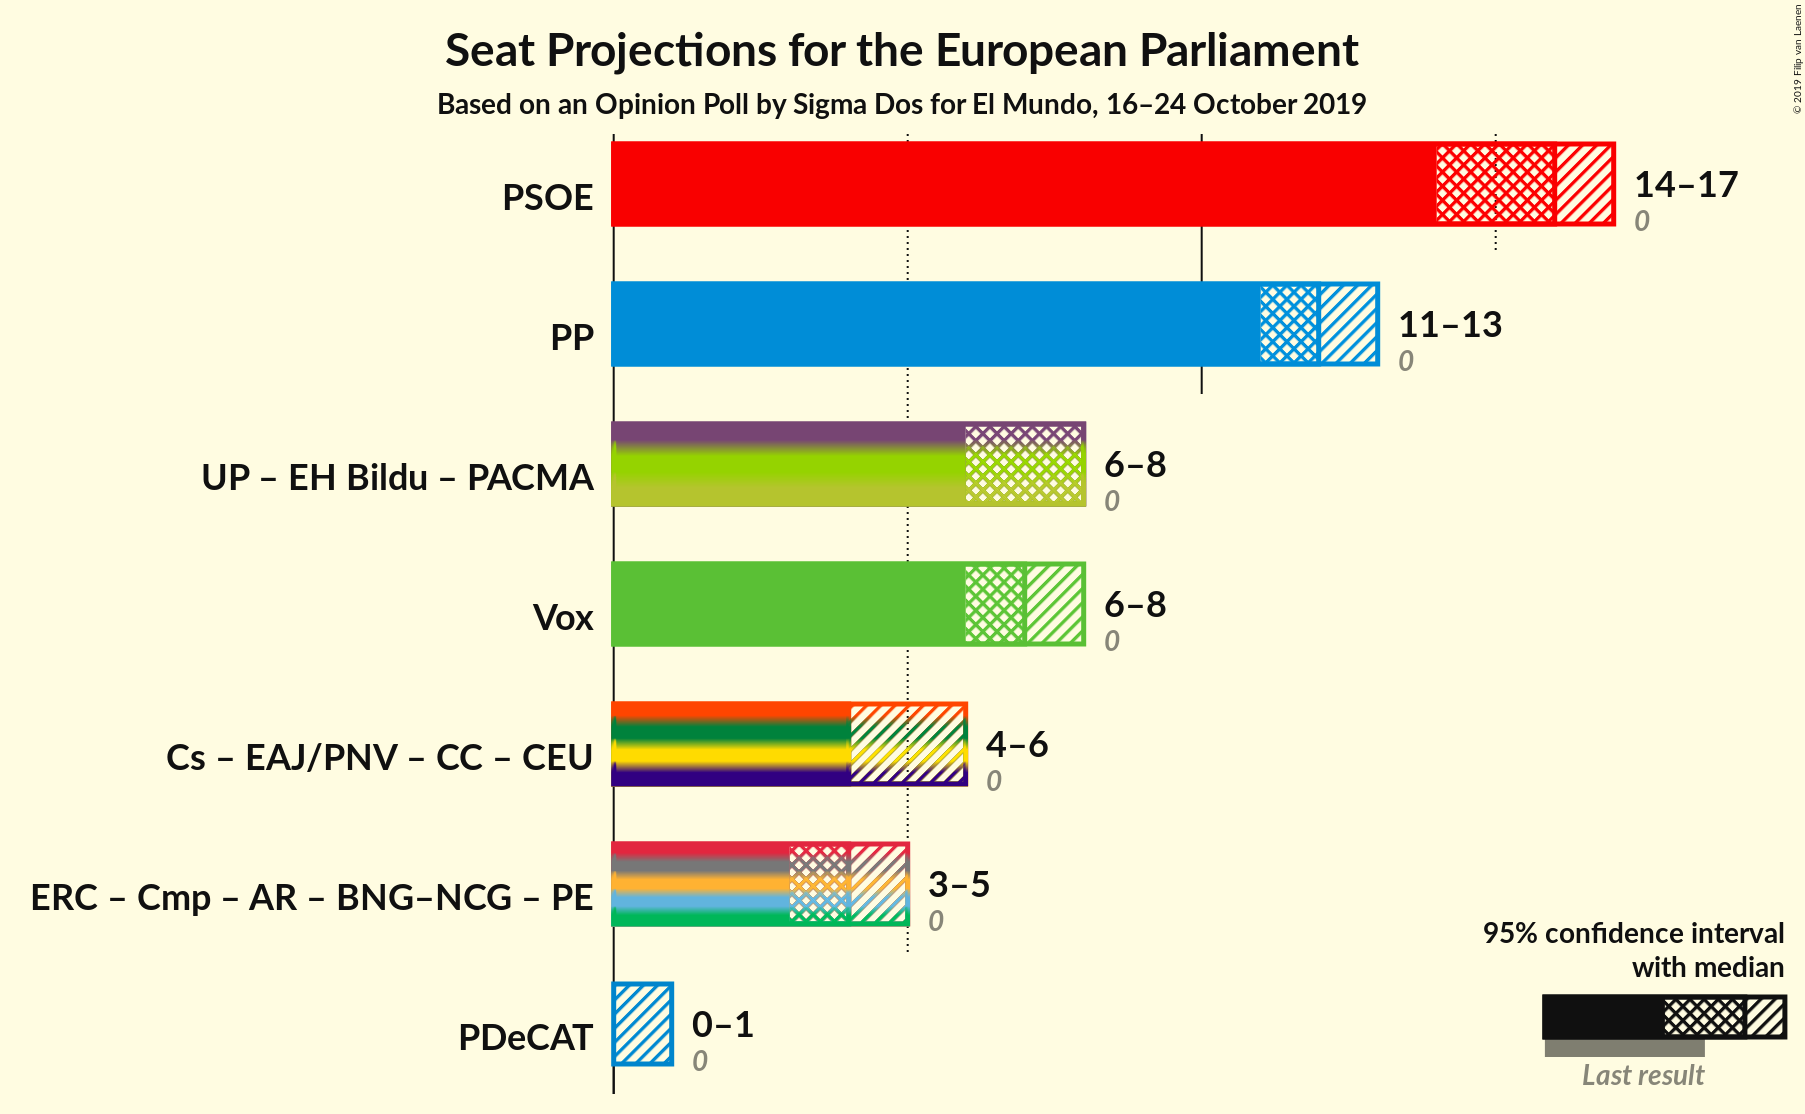 Seat Projections for the European Parliament
Based on an Opinion Poll by Sigma Dos for El Mundo, 16–24 October 2019
© 2019 Filip van Laenen
PSOE
14–17
0
PP
11–13
0
UP – EH Bildu – PACMA
6–8
0
Vox
6–8
0
Cs – EAJ/PNV – CC – CEU
4–6
0
ERC – Cmp – AR – BNG–NCG – PE
3–5
0
PDeCAT
0–1
0
95% confidence interval
with median
Last result